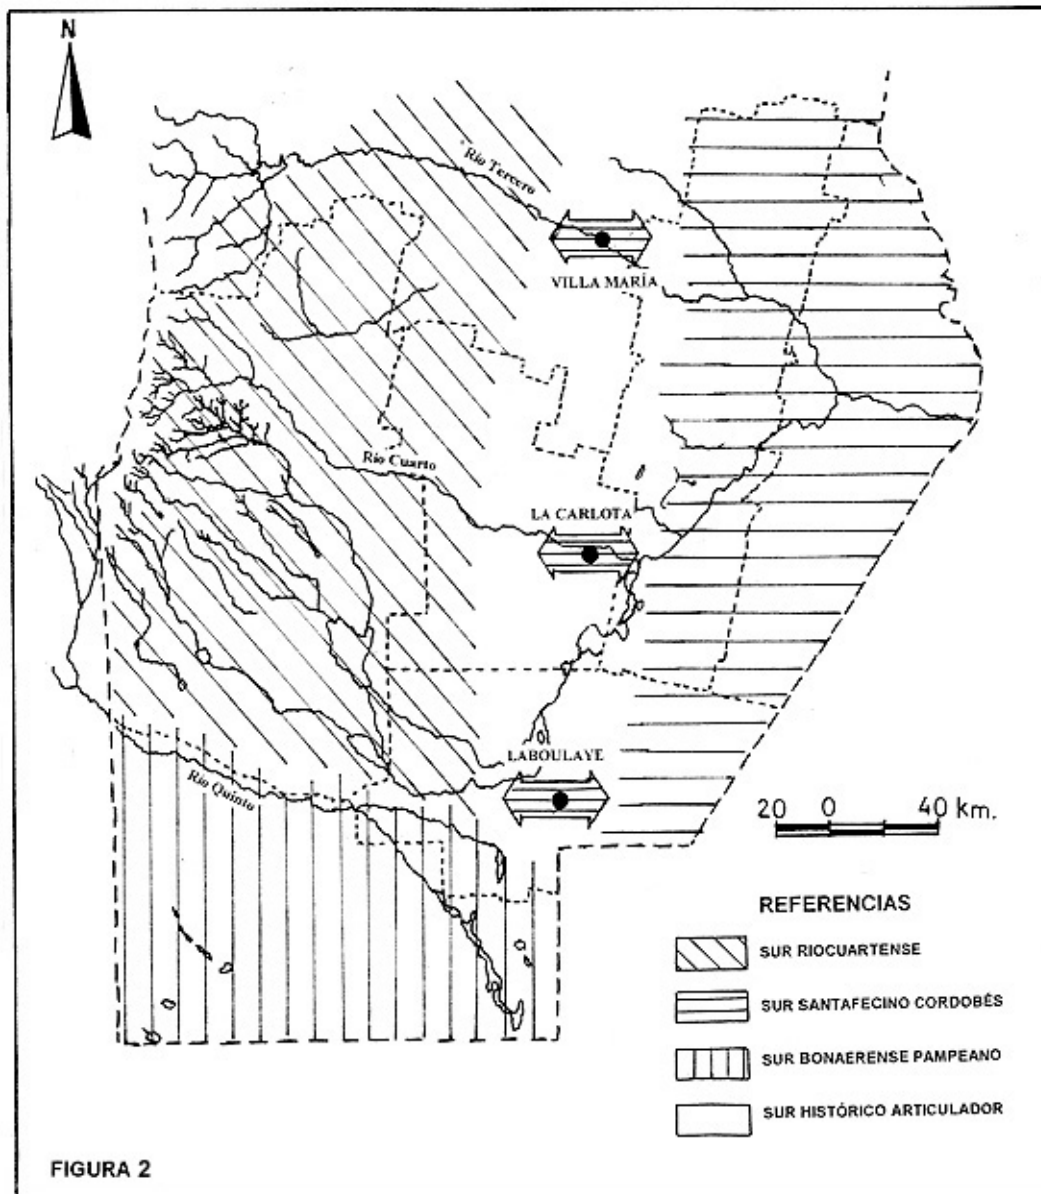 N
Río Tercero
VILLA MARÍA
Río Cuarto
LA CARLOTA
LABOULAYE
Río Quinto
20 0 40 km.
REFERENCIAS
SUR RIOCUARTENSE
SUR SANTAFECINO CORDOBÉS
SUR BONAERENSE PAMPEANO
SUR HISTÓRICO ARTICULADOR
FIGURA 2